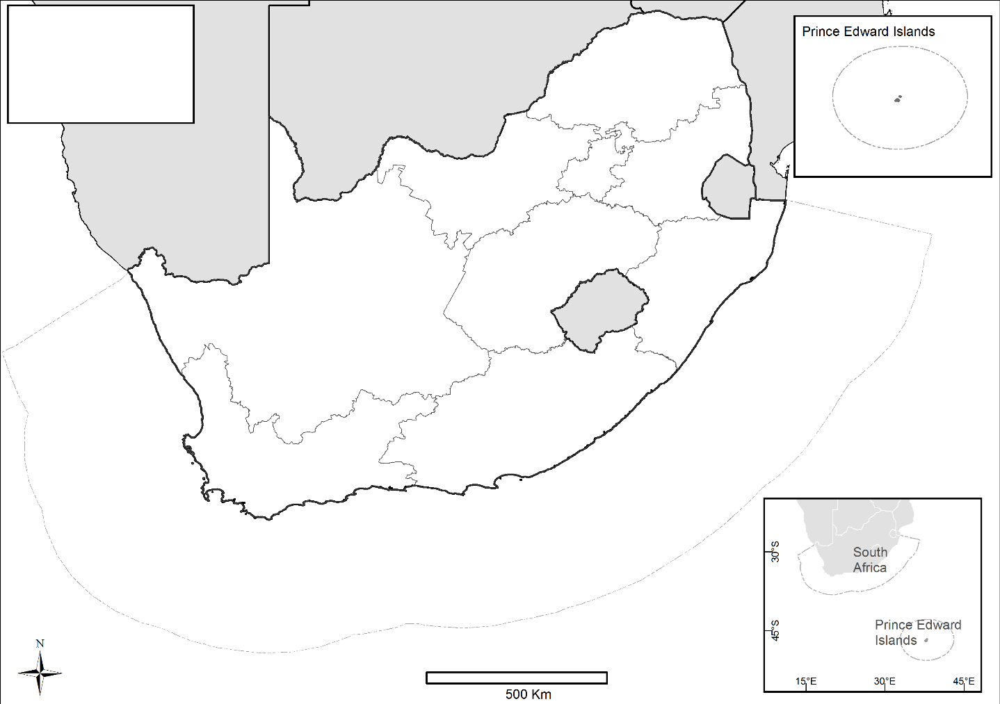 Prince Edward Islands
South
Africa
Prince Edward
Islands
30°S
45°S
15°E
30°E
45°E
N
500 Km